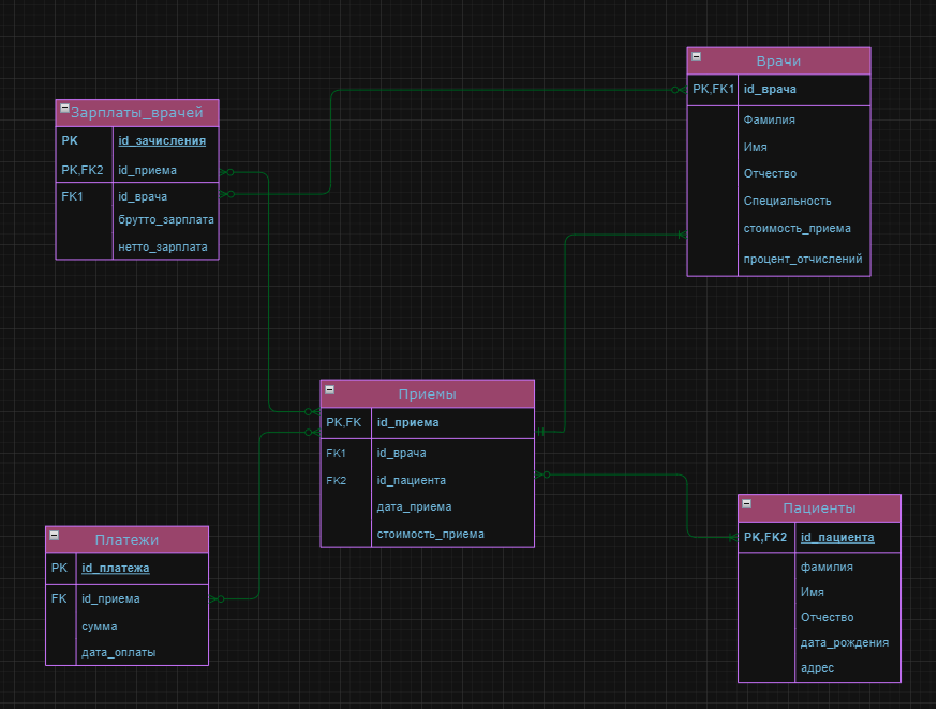 Врачи
PK,FK1 id_врача
Фамилия
Имя
Отчество
Специальность
стоимость_приема
процент_отчислений
Зарплаты_врачей
PK id_зачисления
PK,FK2 id_приема
FK1 id_врача
брутто_зарплата
нетто_зарплата
Приемы
PK,FK id_приема
FK1 id_врача
FK2 id_пациента
дата_приема
стоимость_приема
Пациенты
PK,FK2 id_пациента
фамилия
Имя
Отчество
дата_рождения
адрес
Платежи
PK id_платежа
FK id_приема
сумма
дата_оплаты